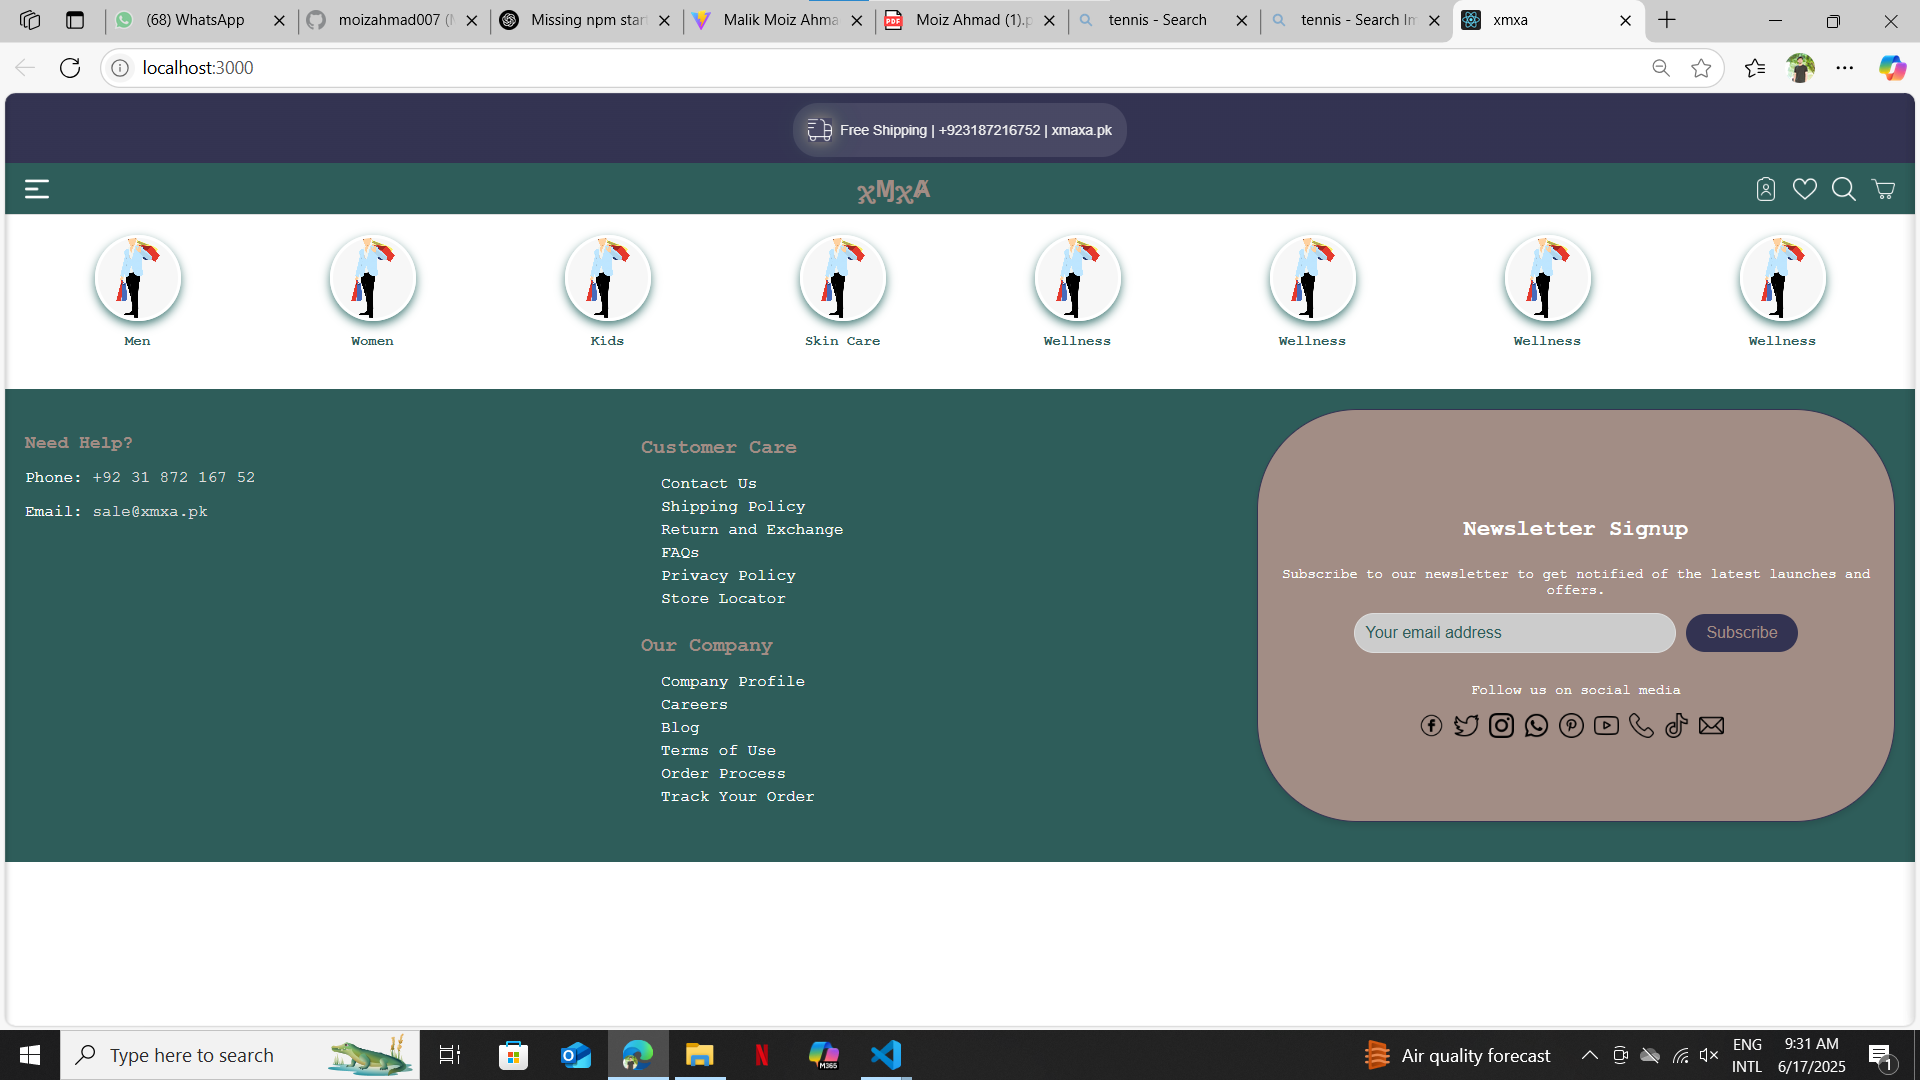 (68) WhatsApp
moizahmad007 (M
Missing npm start
Malik Moiz Ahma
Moiz Ahmad (1).p
tennis - Search
tennis - Search Im
xmxa
localhost:3000
Free Shipping | +923187216752 | xmaxa.pk
Men
Women
Kids
Skin Care
Wellness
Wellness
Wellness
Wellness
Need Help?
Phone: +92 31 872 167 52
Email: sale@xmxa.pk
Customer Care
Contact Us
Shipping Policy
Return and Exchange
FAQs
Privacy Policy
Store Locator
Our Company
Company Profile
Careers
Blog
Terms of Use
Order Process
Track Your Order
Newsletter Signup
Subscribe to our newsletter to get notified of the latest launches and
offers.
Your email address
Subscribe
Follow us on social media
Type here to search
M365
Air quality forecast
ENG
INTL
9:31 AM
6/17/2025
1